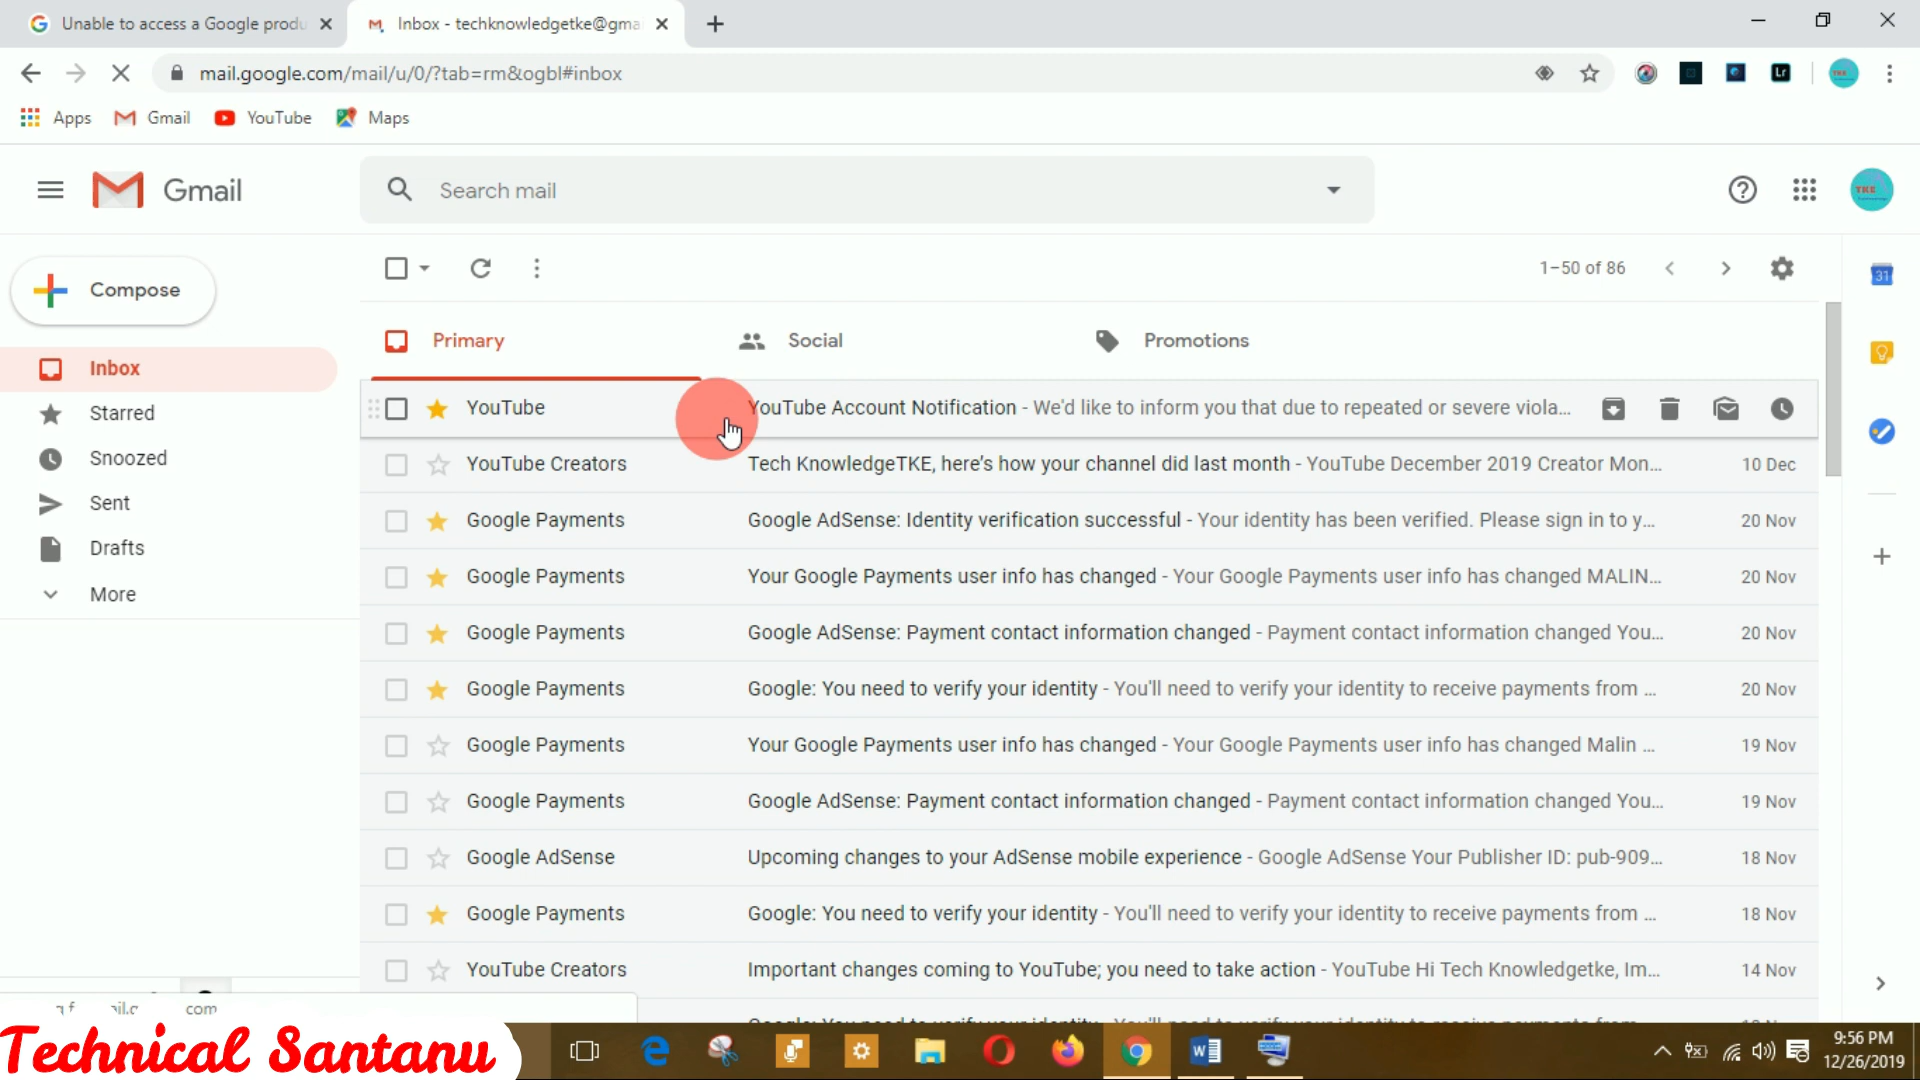 Unable to access a Google produ
Inbox - techknowledgetke@gma
mail.google.com/mail/u/0/?tab=rm&ogbl#inbox
Lr
Apps Gmail YouTube Maps
Gmail
Search mail
TKE
Compose
1–50 of 86
31
Primary Social Promotions
Inbox
Starred
Snoozed
Sent
Drafts
More
YouTube YouTube Account Notification - We'd like to inform you that due to repeated or severe viola...
YouTube Creators Tech KnowledgeTKE, here's how your channel did last month - YouTube December 2019 Creator Mon... 10 Dec
Google Payments Google AdSense: Identity verification successful - Your identity has been verified. Please sign in to y... 20 Nov
Google Payments Your Google Payments user info has changed - Your Google Payments user info has changed MALIN... 20 Nov
Google Payments Google AdSense: Payment contact information changed - Payment contact information changed You... 20 Nov
Google Payments Google: You need to verify your identity - You'll need to verify your identity to receive payments from ... 20 Nov
Google Payments Your Google Payments user info has changed - Your Google Payments user info has changed Malin ... 19 Nov
Google Payments Google AdSense: Payment contact information changed - Payment contact information changed You... 19 Nov
Google AdSense Upcoming changes to your AdSense mobile experience - Google AdSense Your Publisher ID: pub-909... 18 Nov
Google Payments Google: You need to verify your identity - You'll need to verify your identity to receive payments from ... 18 Nov
YouTube Creators Important changes coming to YouTube; you need to take action - YouTube Hi Tech Knowledgetke, Im... 14 Nov
com
Technical Santanu
9:56 PM
12/26/2019